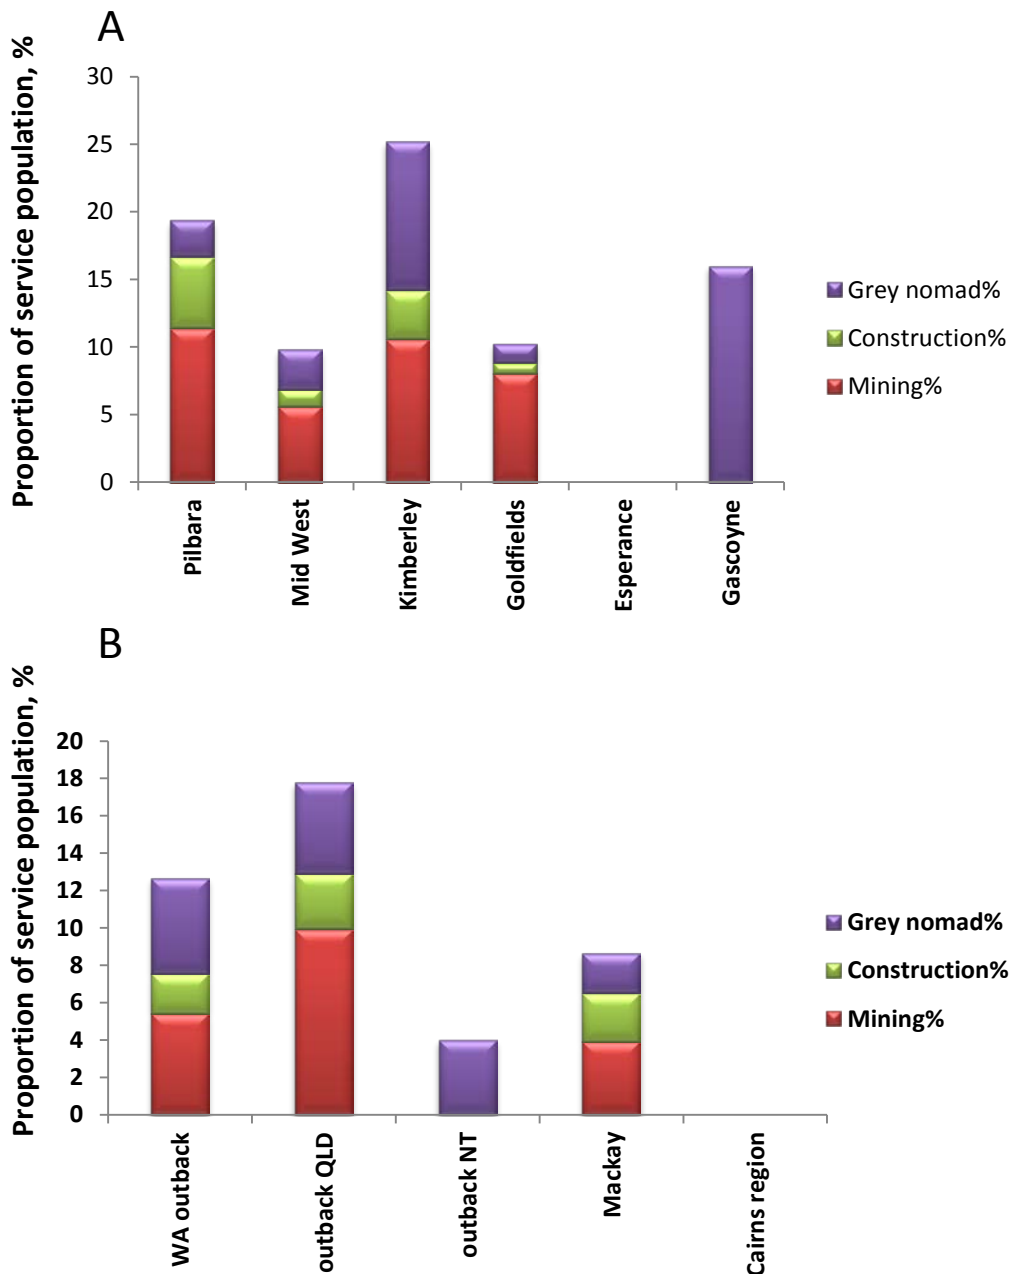 A
Proportion of service population, %
30
25
20
15
10
5
0
Pilbara
Mid West
Kimberley
Goldfields
Esperance
Gascoyne
Grey nomad%
Construction%
Mining%
B
Proportion of service population, %
20
18
16
14
12
10
8
6
4
2
0
WA outback
outback QLD
outback NT
Mackay
Cairns region
Grey nomad%
Construction%
Mining%